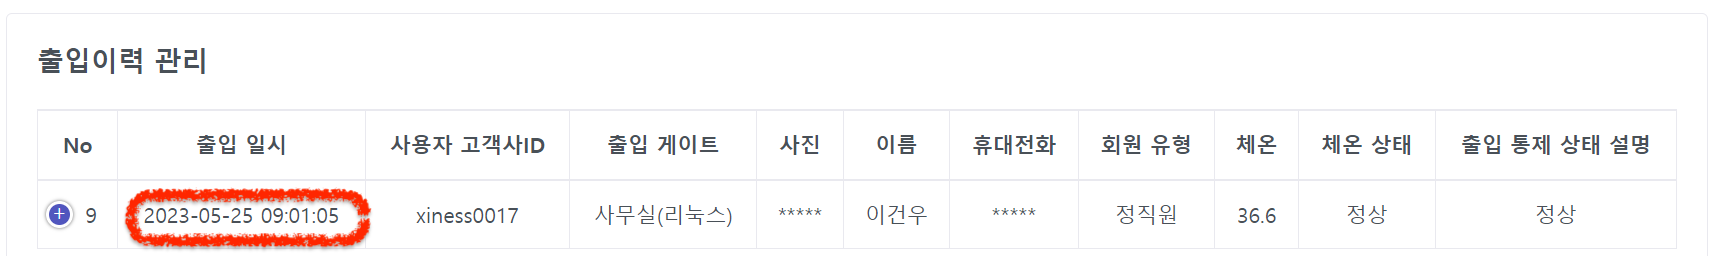 출입이력 관리
No 출입 일시 사용자 고객사ID 출입 게이트 사진 이름 휴대전화 회원 유형 체온 체온 상태 출입 통제 상태 설명
+ 9 2023-05-25 09:01:05 xiness0017 사무실(리눅스) ***** 이건우 ***** 정직원 36.6 정상 정상